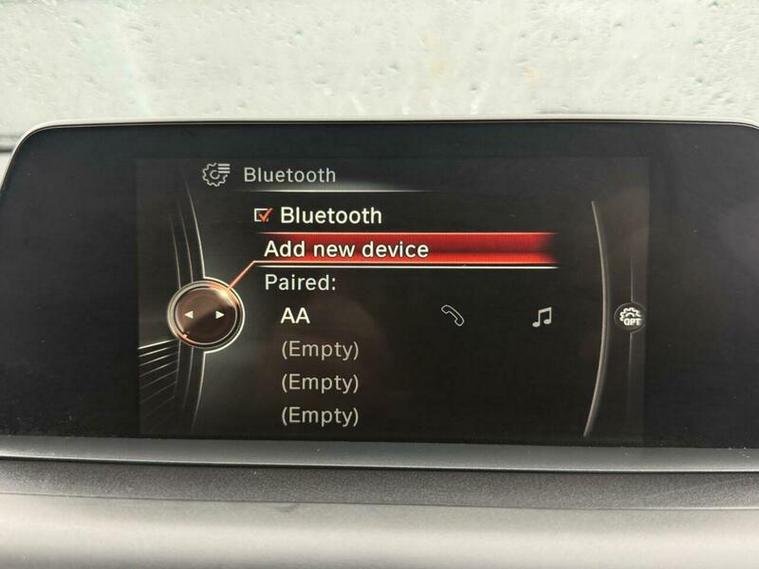 Bluetooth
Bluetooth
Add new device
Paired:
AA
(Empty)
(Empty)
(Empty)
OPT